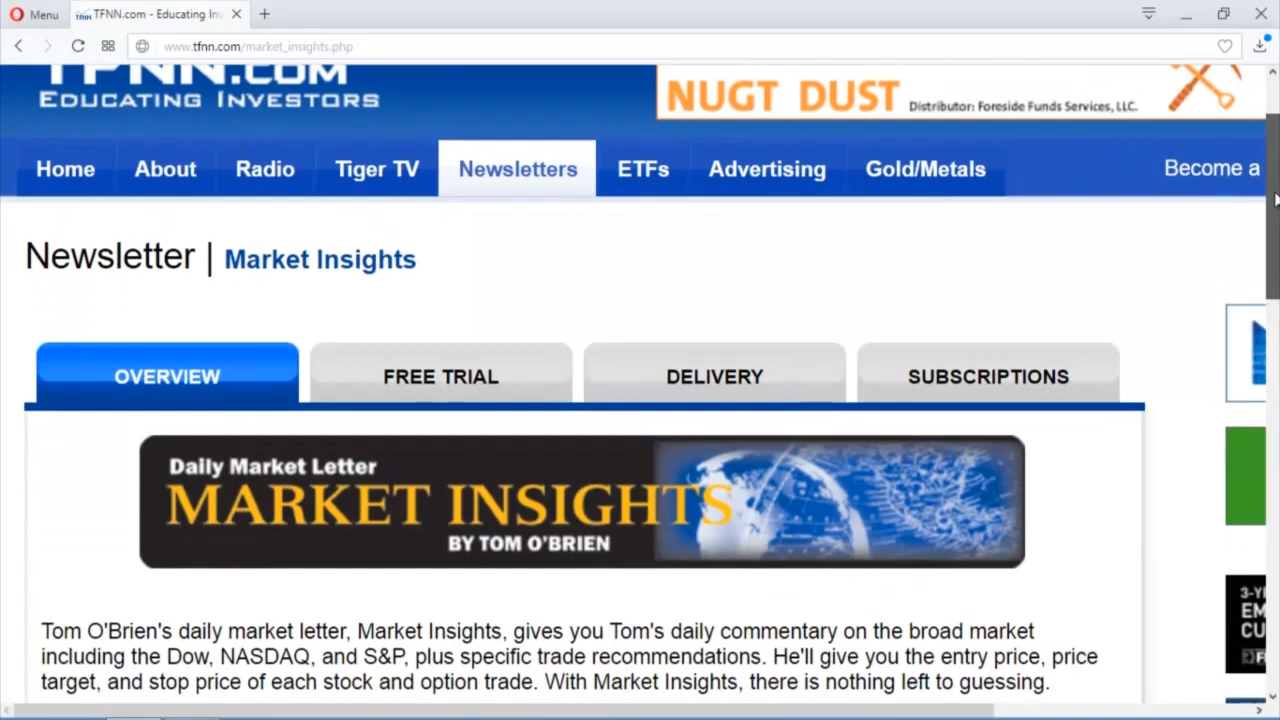 Menu
TFNN.com - Educating In
www.tfnn.com/market_insights.php
TFNN.COM
EDUCATING INVESTORS
NUGT DUST Distributor: Foreside Funds Services, LLC.
Home About Radio Tiger TV Newsletters ETFs Advertising Gold/Metals Become a
Newsletter | Market Insights
OVERVIEW FREE TRIAL DELIVERY SUBSCRIPTIONS
Daily Market Letter
MARKET INSIGHTS
BY TOM O'BRIEN
Tom O'Brien's daily market letter, Market Insights, gives you Tom's daily commentary on the broad market
including the Dow, NASDAQ, and S&P, plus specific trade recommendations. He'll give you the entry price, price
target, and stop price of each stock and option trade. With Market Insights, there is nothing left to guessing.
3-YE
EM
CU